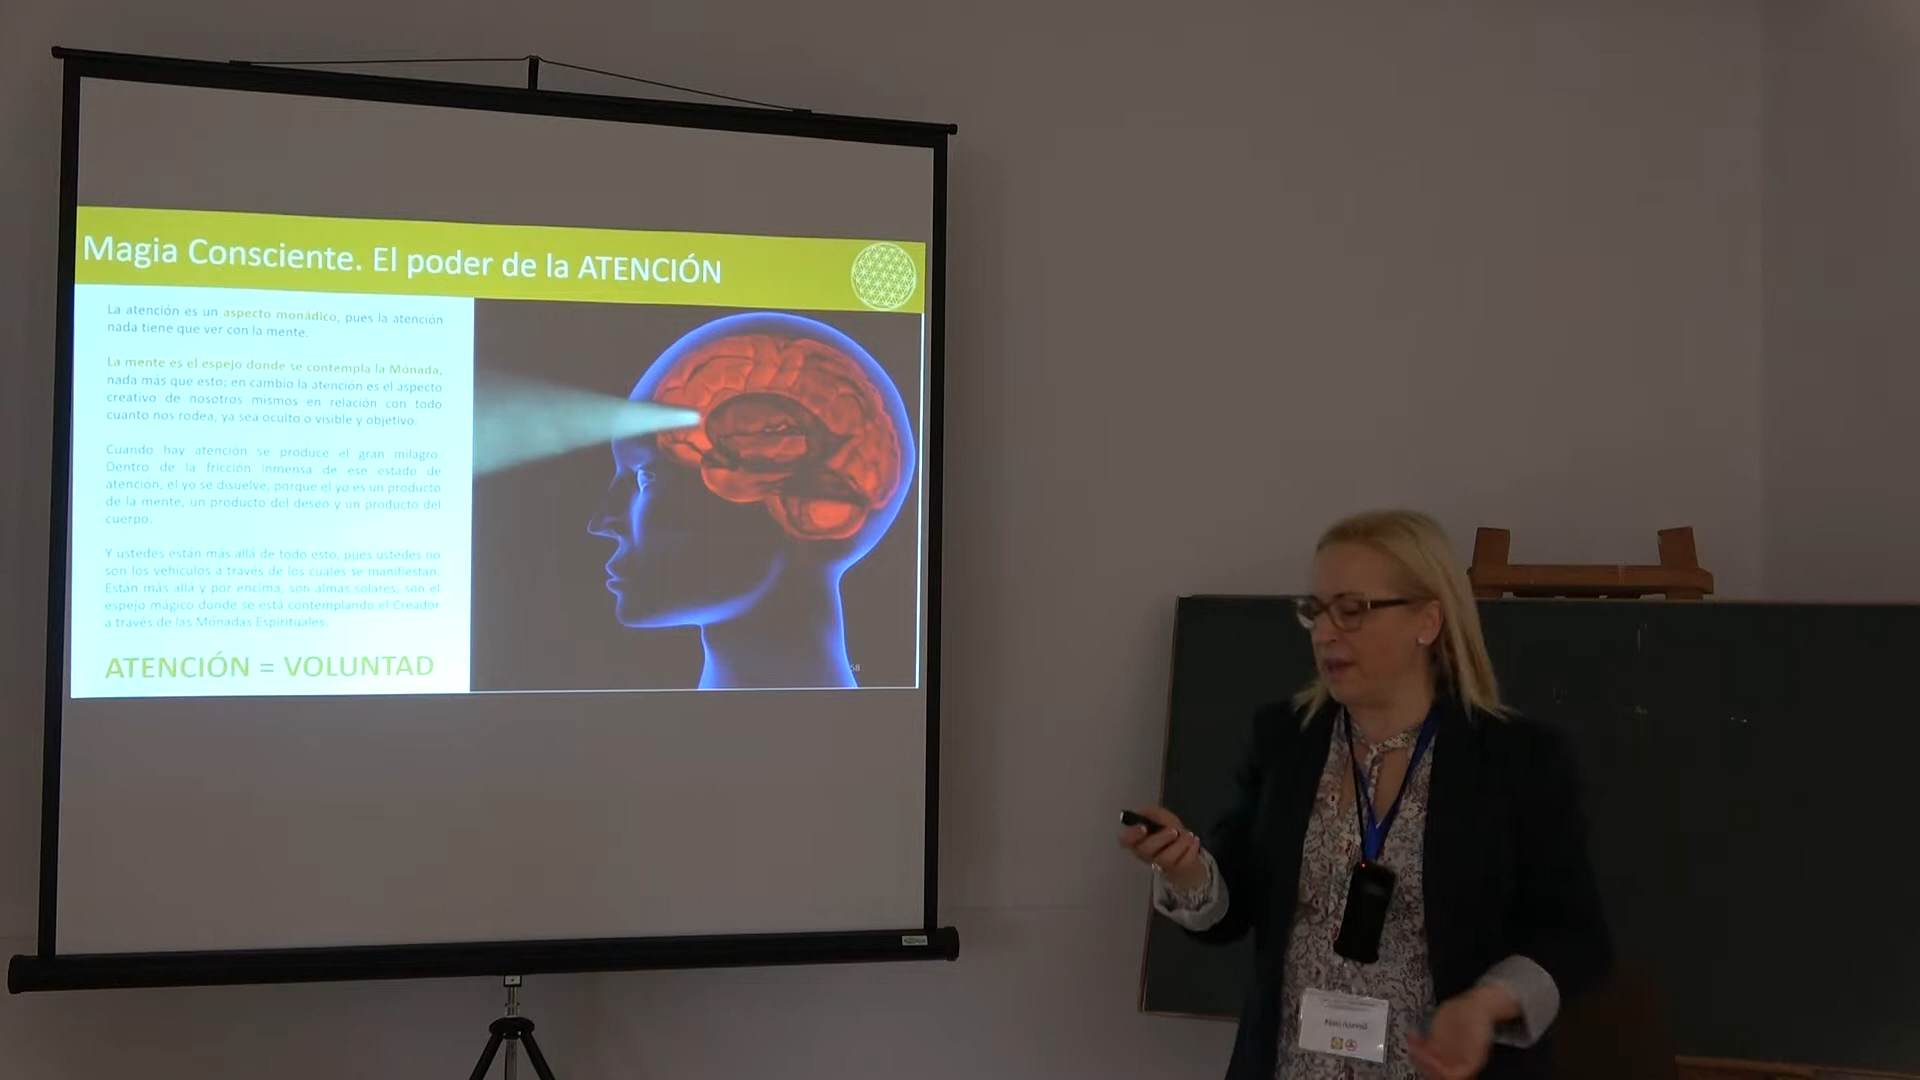 Magia Consciente. El poder de la ATENCIÓN
La atención es un aspecto monádico, pues la atención
nada tiene que ver con la mente.
La mente es el espejo donde se contempla la Mónada,
nada más que esto; en cambio la atención es el aspecto
creativo de nosotros mismos en relación con todo
cuanto nos rodea, ya sea oculto o visible y objetivo.
Cuando hay atención se produce el gran milagro.
Dentro de la fricción inmensa de ese estado de
atención, el yo se disuelve, porque el yo es un producto
de la mente, un producto del deseo y un producto del
cuerpo.
Y ustedes están más allá de todo esto, pues ustedes no
son los vehículos a través de los cuales se manifiestan.
Están más allá y por encima, son almas solares, son el
espejo mágico donde se está contemplando el Creador
a través de las Mónadas Espirituales.
ATENCIÓN = VOLUNTAD
58